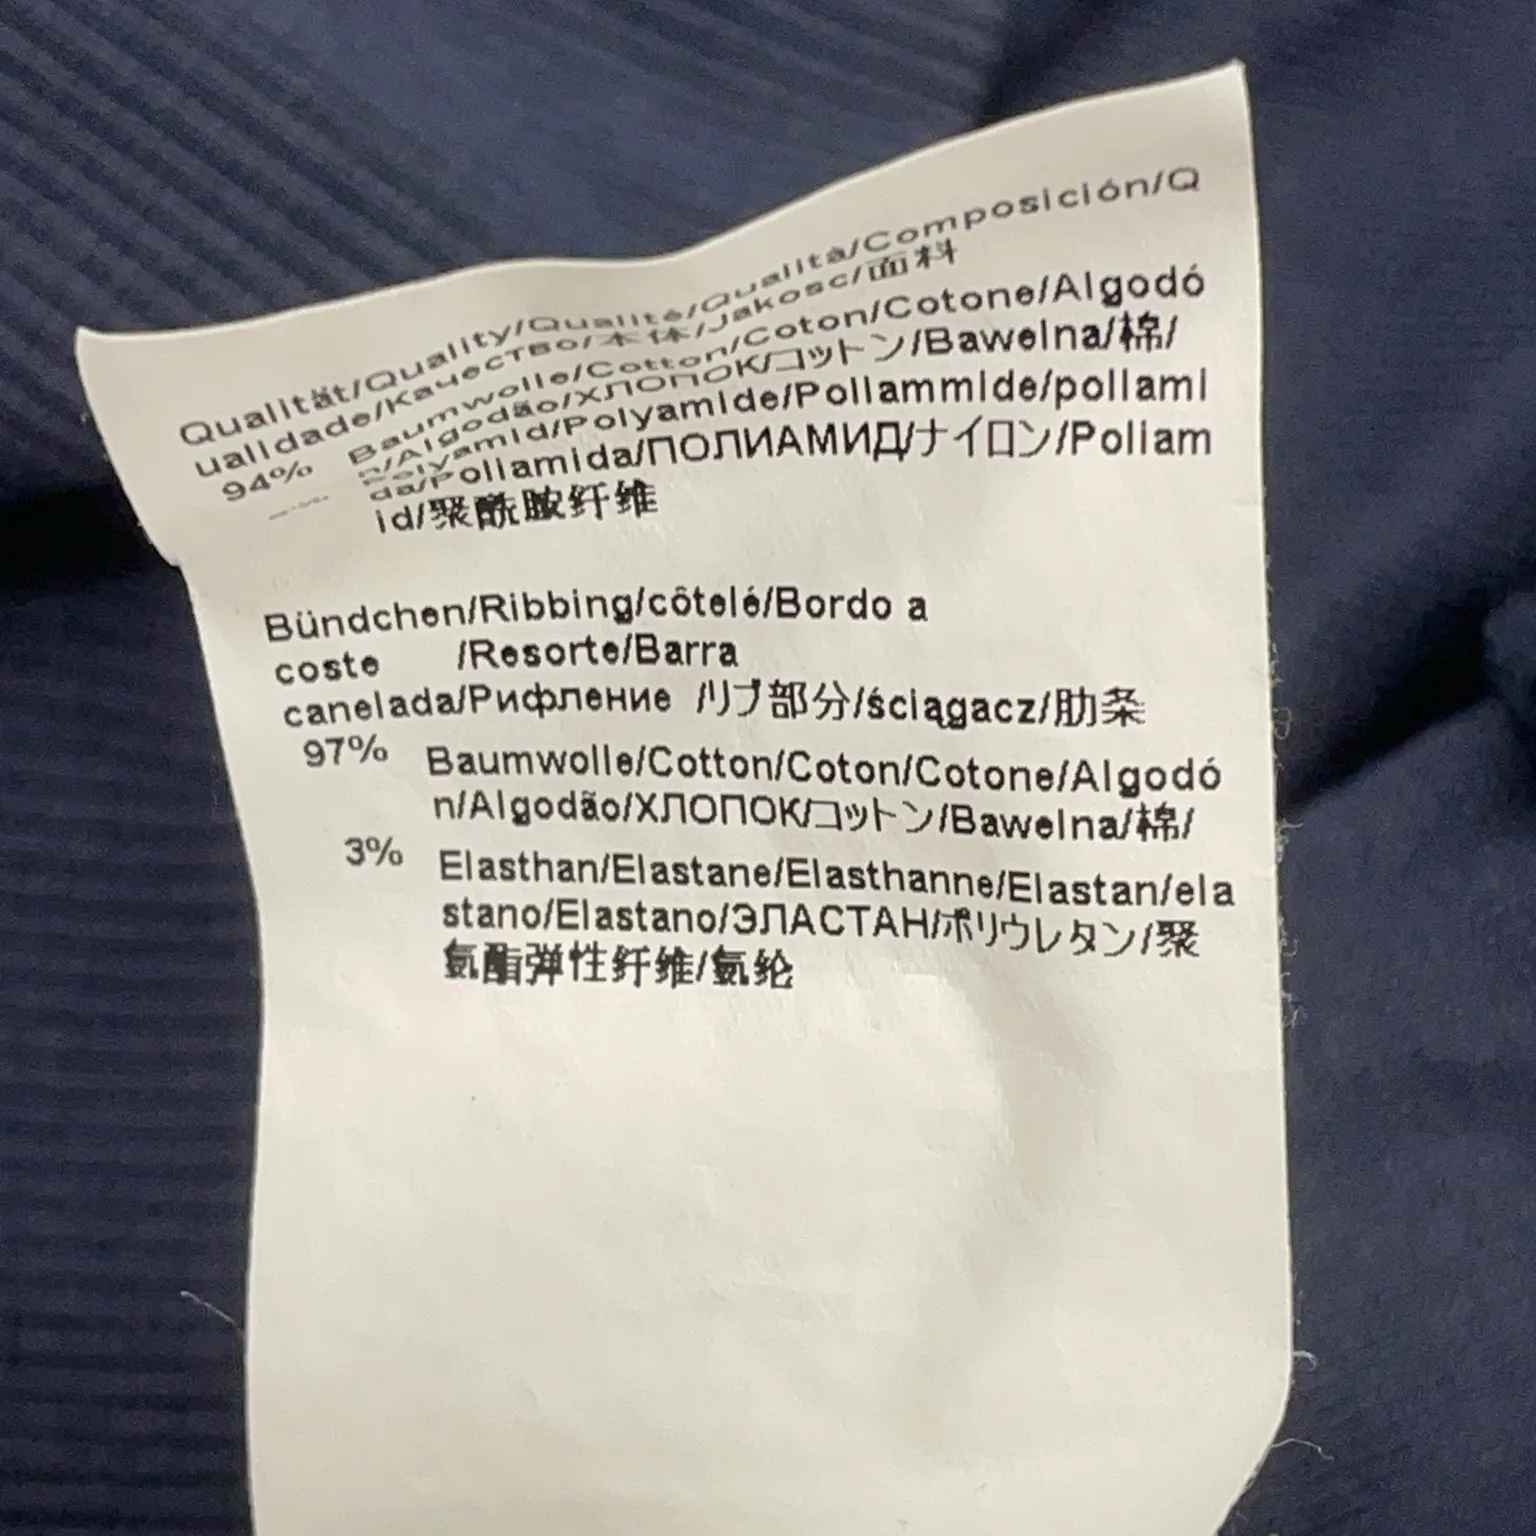 Qualität/Quality/Qualité/Qualità/Composición/Q
ualidade/Качество/本体/Jakosc/面料
94% Baumwolle/Cotton/Coton/Cotone/Algodó
n/Algodão/ХЛОПОК/コットン/Bawelna/棉/
Polyamid/Polyamide/Poliammide/poliami
da/Poliamida/ПОЛИАМИД/ナイロン/Poliam
id/聚酰胺纤维
Bündchen/Ribbing/côtelé/Bordo a
coste /Resorte/Barra
canelada/Рифление /リブ部分/ściągacz/肋条
97% Baumwolle/Cotton/Coton/Cotone/Algodó
n/Algodão/ХЛОПОК/コットン/Bawelna/棉/
3% Elasthan/Elastane/Elasthanne/Elastan/ela
stano/Elastano/ЭЛАСТАН/ポリウレタン/聚
氨酯弹性纤维/氨纶